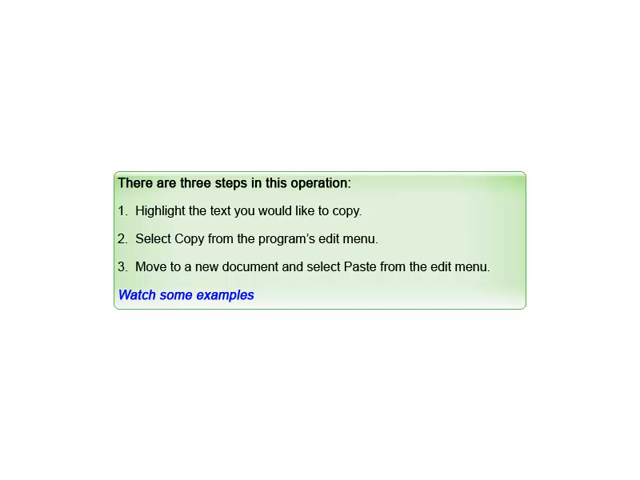 There are three steps in this operation:
1. Highlight the text you would like to copy.
2. Select Copy from the program’s edit menu.
3. Move to a new document and select Paste from the edit menu.
Watch some examples